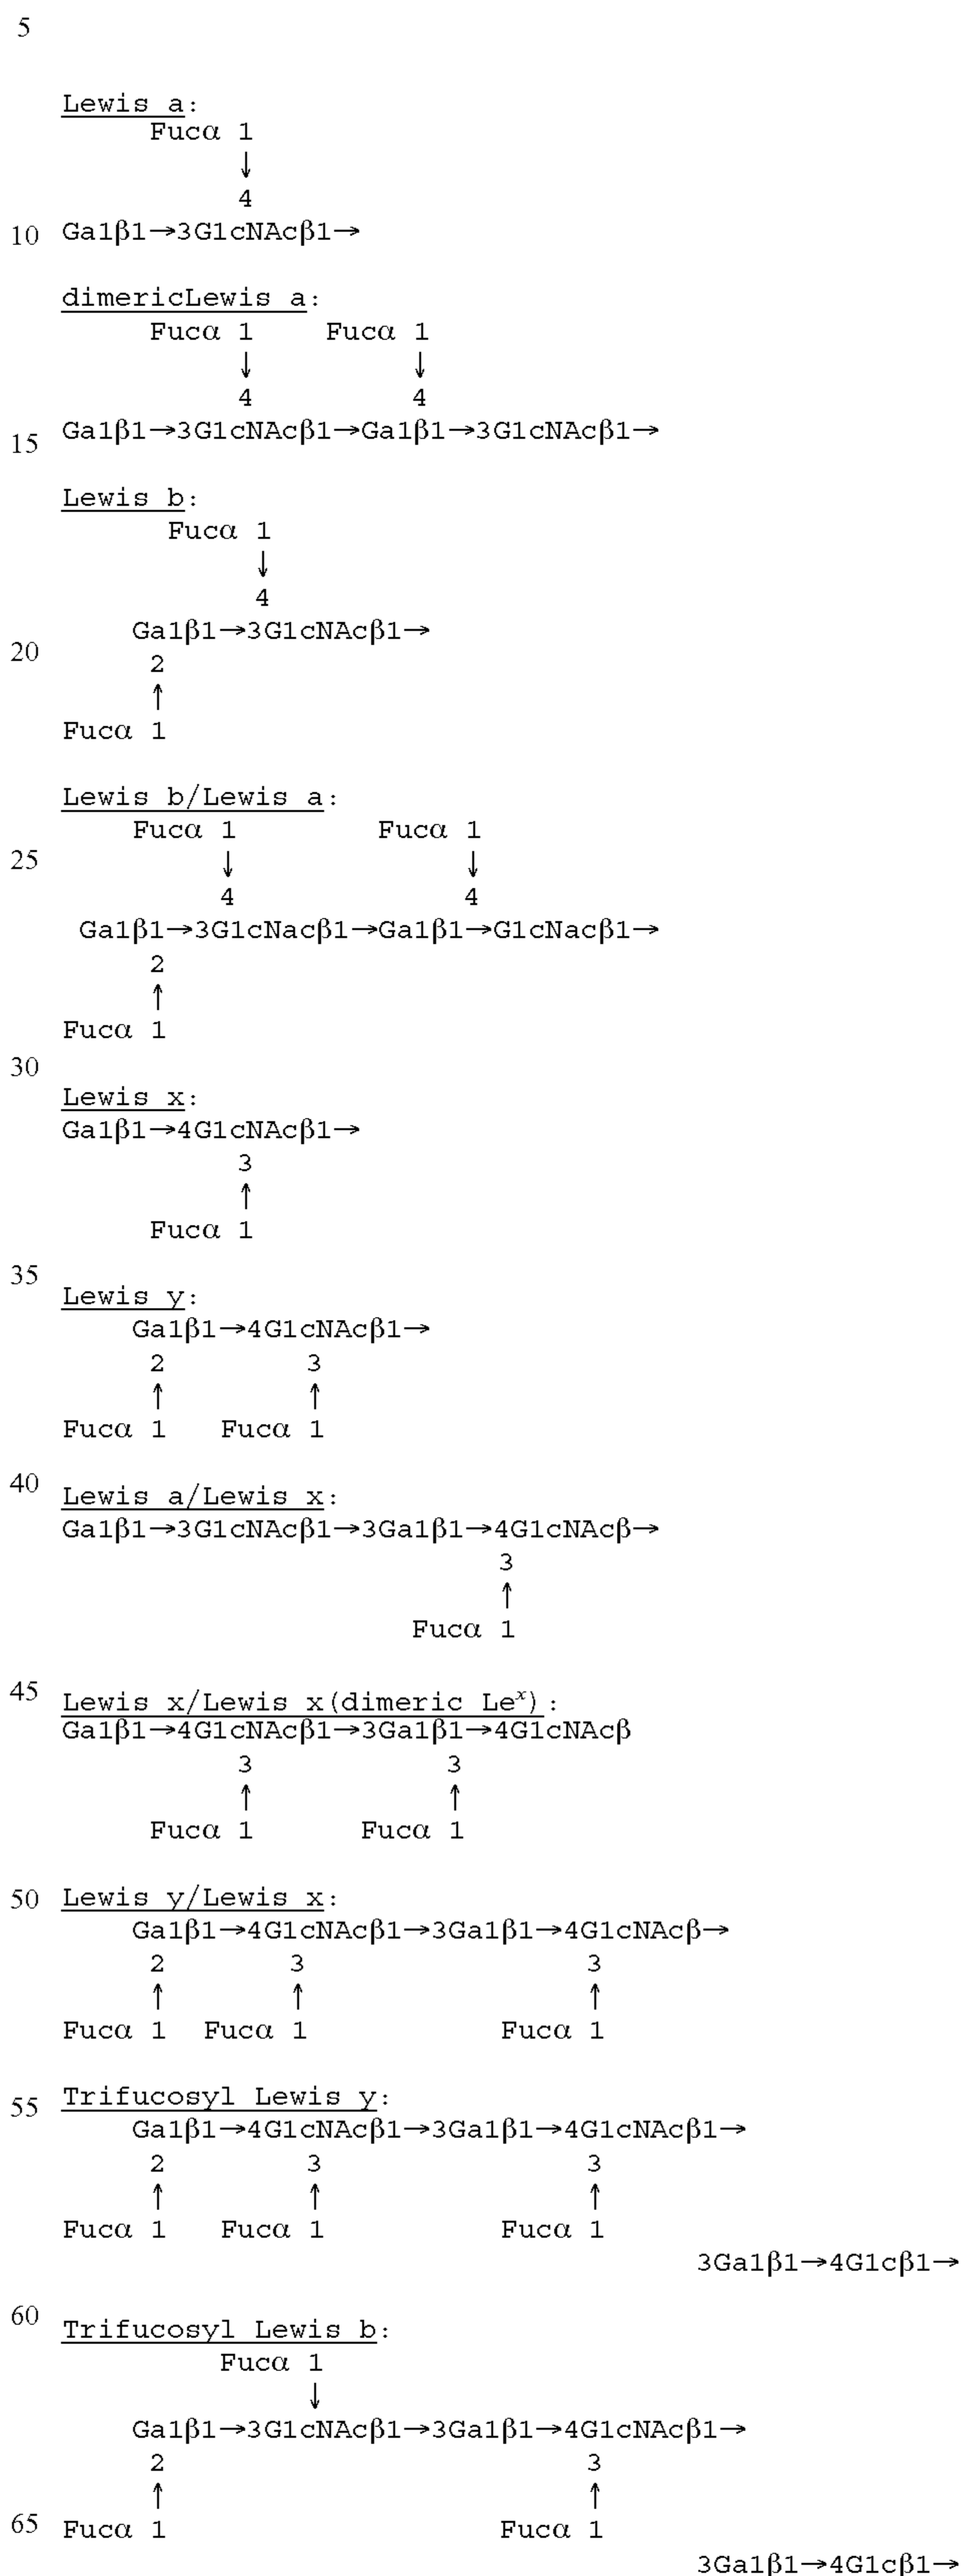 5
Lewis a:
Fucα 1
↓
4
10 Ga1β1→3G1cNAcβ1→
dimericLewis a:
Fucα 1 Fucα 1
↓ ↓
4 4
15 Ga1β1→3G1cNAcβ1→Ga1β1→3G1cNAcβ1→
Lewis b:
Fucα 1
↓
4
Ga1β1→3G1cNAcβ1→
20
2
↑
Fucα 1
Lewis b/Lewis a:
Fucα 1 Fucα 1
25 ↓ ↓
4 4
Ga1β1→3G1cNacβ1→Ga1β1→G1cNacβ1→
2
↑
Fucα 1
30
Lewis x:
Ga1β1→4G1cNAcβ1→
3
↑
Fucα 1
35
Lewis y:
Ga1β1→4G1cNAcβ1→
2 3
↑ ↑
Fucα 1 Fucα 1
40 Lewis a/Lewis x:
Ga1β1→3G1cNAcβ1→3Ga1β1→4G1cNAcβ→
3
↑
Fucα 1
45 Lewis x/Lewis x(dimeric Leˣ):
Ga1β1→4G1cNAcβ1→3Ga1β1→4G1cNAcβ
3 3
↑ ↑
Fucα 1 Fucα 1
50 Lewis y/Lewis x:
Ga1β1→4G1cNAcβ1→3Ga1β1→4G1cNAcβ→
2 3 3
↑ ↑ ↑
Fucα 1 Fucα 1 Fucα 1
55 Trifucosyl Lewis y:
Ga1β1→4G1cNAcβ1→3Ga1β1→4G1cNAcβ1→
2 3 3
↑ ↑ ↑
Fucα 1 Fucα 1 Fucα 1
3Ga1β1→4G1cβ1→
60 Trifucosyl Lewis b:
Fucα 1
↓
Ga1β1→3G1cNAcβ1→3Ga1β1→4G1cNAcβ1→
2 3
↑ ↑
65 Fucα 1 Fucα 1
3Ga1β1→4G1cβ1→